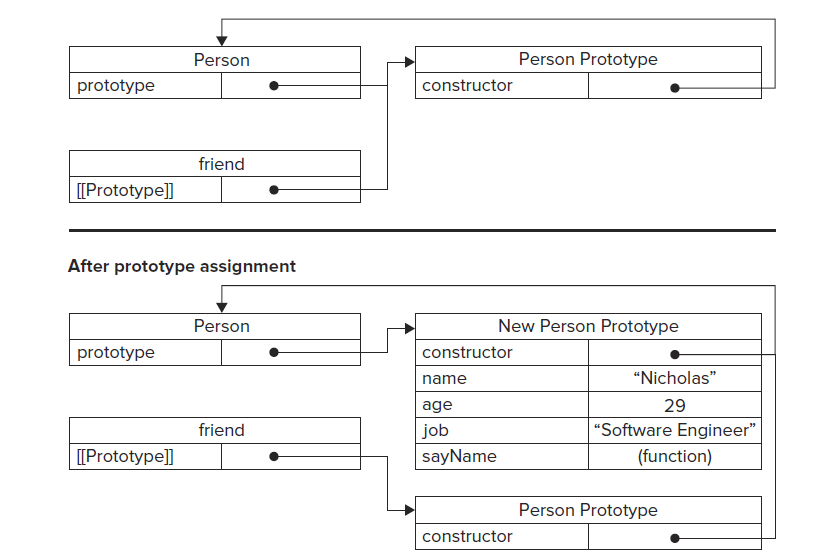 Person
prototype
Person Prototype
constructor
friend
[[Prototype]]
After prototype assignment
Person
prototype
New Person Prototype
constructor
name “Nicholas”
age 29
job “Software Engineer”
sayName (function)
friend
[[Prototype]]
Person Prototype
constructor